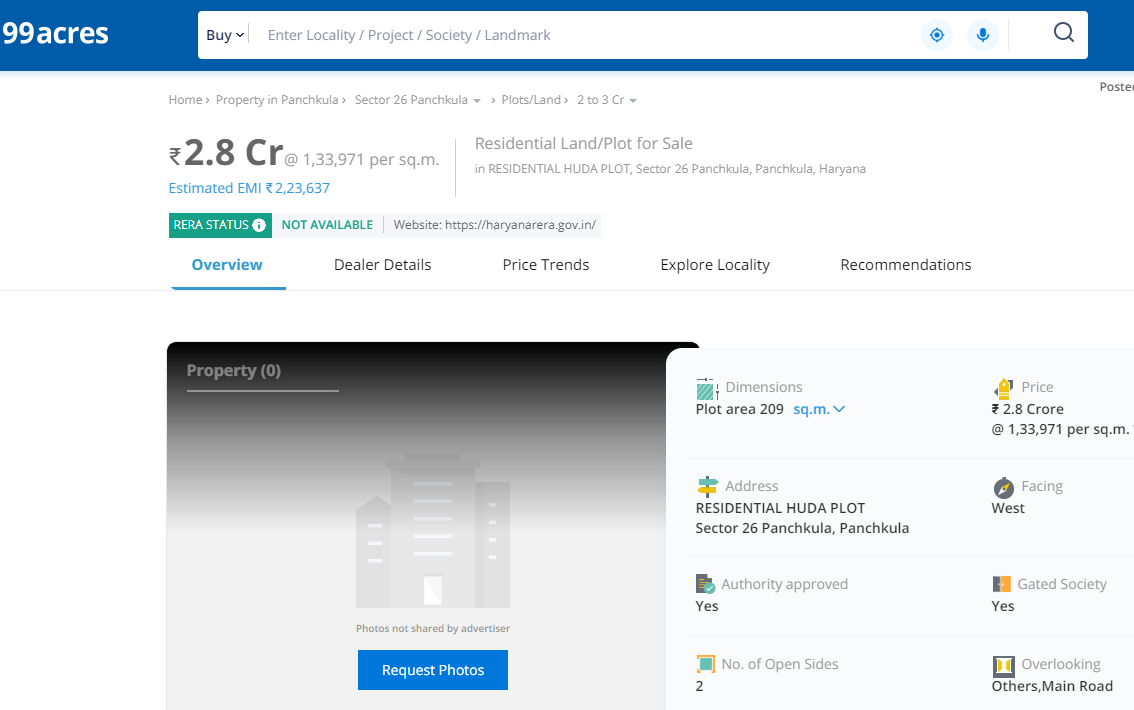 99acres
Buy
Enter Locality / Project / Society / Landmark
Home › Property in Panchkula › Sector 26 Panchkula › Plots/Land › 2 to 3 Cr
Posted
₹ 2.8 Cr @ 1,33,971 per sq.m.
Estimated EMI ₹ 2,23,637
Residential Land/Plot for Sale
in RESIDENTIAL HUDA PLOT, Sector 26 Panchkula, Panchkula, Haryana
RERA STATUS NOT AVAILABLE Website: https://haryanarera.gov.in/
Overview Dealer Details Price Trends Explore Locality Recommendations
Property (0)
Photos not shared by advertiser
Request Photos
Dimensions
Plot area 209 sq.m.
Price
₹ 2.8 Crore
@ 1,33,971 per sq.m.
Address
RESIDENTIAL HUDA PLOT
Sector 26 Panchkula, Panchkula
Facing
West
Authority approved
Yes
Gated Society
Yes
No. of Open Sides
2
Overlooking
Others,Main Road